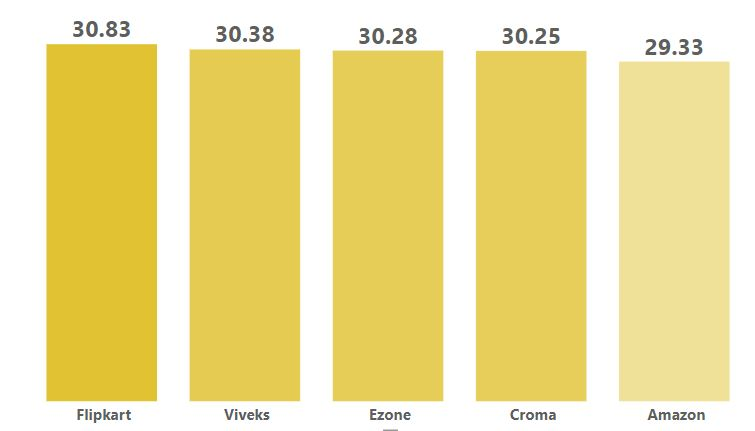 30.83
30.38
30.28
30.25
29.33
Flipkart
Viveks
Ezone
Croma
Amazon